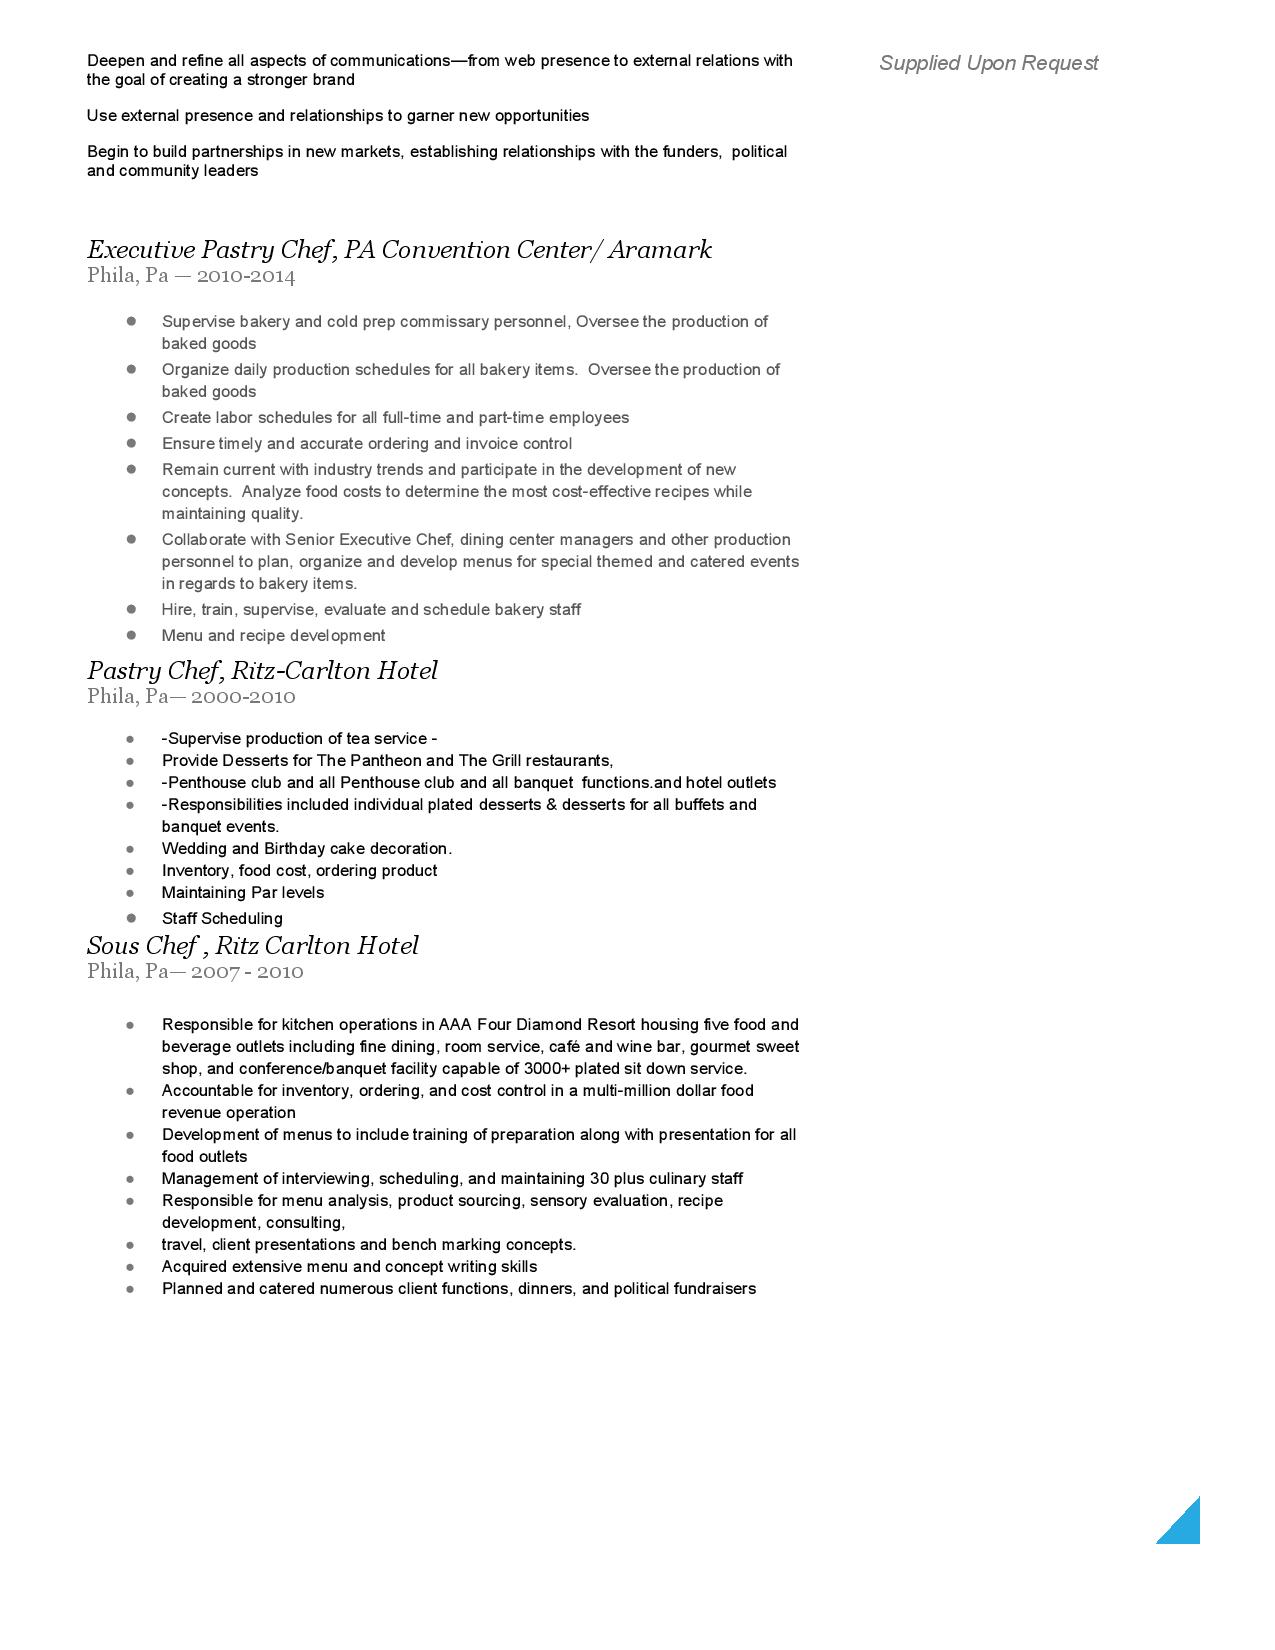 Deepen and refine all aspects of communications—from web presence to external relations with
the goal of creating a stronger brand
Use external presence and relationships to garner new opportunities
Begin to build partnerships in new markets, establishing relationships with the funders,  political
and community leaders
Supplied Upon Request
Executive Pastry Chef, PA Convention Center/ Aramark
Phila, Pa — 2010-2014
● Supervise bakery and cold prep commissary personnel, Oversee the production of
baked goods
● Organize daily production schedules for all bakery items.  Oversee the production of
baked goods
● Create labor schedules for all full-time and part-time employees
● Ensure timely and accurate ordering and invoice control
● Remain current with industry trends and participate in the development of new
concepts.  Analyze food costs to determine the most cost-effective recipes while
maintaining quality.
● Collaborate with Senior Executive Chef, dining center managers and other production
personnel to plan, organize and develop menus for special themed and catered events
in regards to bakery items.
● Hire, train, supervise, evaluate and schedule bakery staff
● Menu and recipe development
Pastry Chef, Ritz-Carlton Hotel
Phila, Pa— 2000-2010
● -Supervise production of tea service -
● Provide Desserts for The Pantheon and The Grill restaurants,
● -Penthouse club and all Penthouse club and all banquet  functions.and hotel outlets
● -Responsibilities included individual plated desserts & desserts for all buffets and
banquet events.
● Wedding and Birthday cake decoration.
● Inventory, food cost, ordering product
● Maintaining Par levels
● Staff Scheduling
Sous Chef , Ritz Carlton Hotel
Phila, Pa— 2007 - 2010
● Responsible for kitchen operations in AAA Four Diamond Resort housing five food and
beverage outlets including fine dining, room service, café and wine bar, gourmet sweet
shop, and conference/banquet facility capable of 3000+ plated sit down service.
● Accountable for inventory, ordering, and cost control in a multi-million dollar food
revenue operation
● Development of menus to include training of preparation along with presentation for all
food outlets
● Management of interviewing, scheduling, and maintaining 30 plus culinary staff
● Responsible for menu analysis, product sourcing, sensory evaluation, recipe
development, consulting,
● travel, client presentations and bench marking concepts.
● Acquired extensive menu and concept writing skills
● Planned and catered numerous client functions, dinners, and political fundraisers